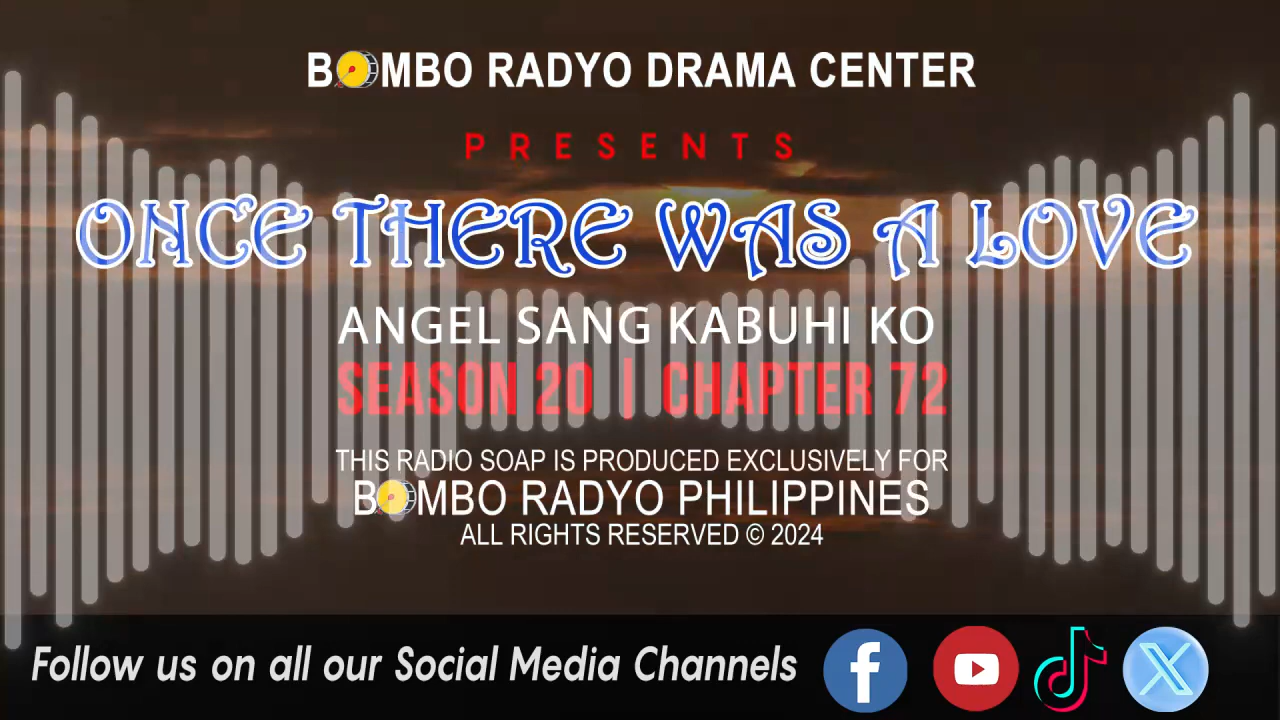 BOMBO RADYO DRAMA CENTER
PRESENTS
ONCE THERE WAS A LOVE
ANGEL SANG KABUHI KO
SEASON 20 | CHAPTER 72
THIS RADIO SOAP IS PRODUCED EXCLUSIVELY FOR
BOMBO RADYO PHILIPPINES
ALL RIGHTS RESERVED © 2024
Follow us on all our Social Media Channels